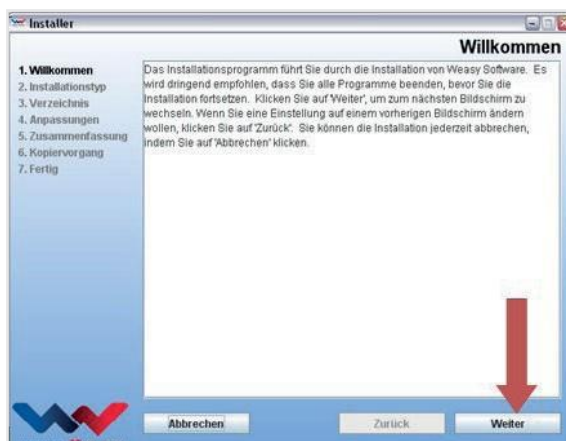 Installer
Willkommen
1. Willkommen
2. Installationstyp
3. Verzeichnis
4. Anpassungen
5. Zusammenfassung
6. Kopiervorgang
7. Fertig
Das Installationsprogramm führt Sie durch die Installation von Weasy Software. Es
wird dringend empfohlen, dass Sie alle Programme beenden, bevor Sie die
Installation fortsetzen. Klicken Sie auf 'Weiter', um zum nächsten Bildschirm zu
wechseln. Wenn Sie eine Einstellung auf einem vorherigen Bildschirm ändern
wollen, klicken Sie auf 'Zurück'. Sie können die Installation jederzeit abbrechen,
indem Sie auf 'Abbrechen' klicken.
Abbrechen
Zurück
Weiter